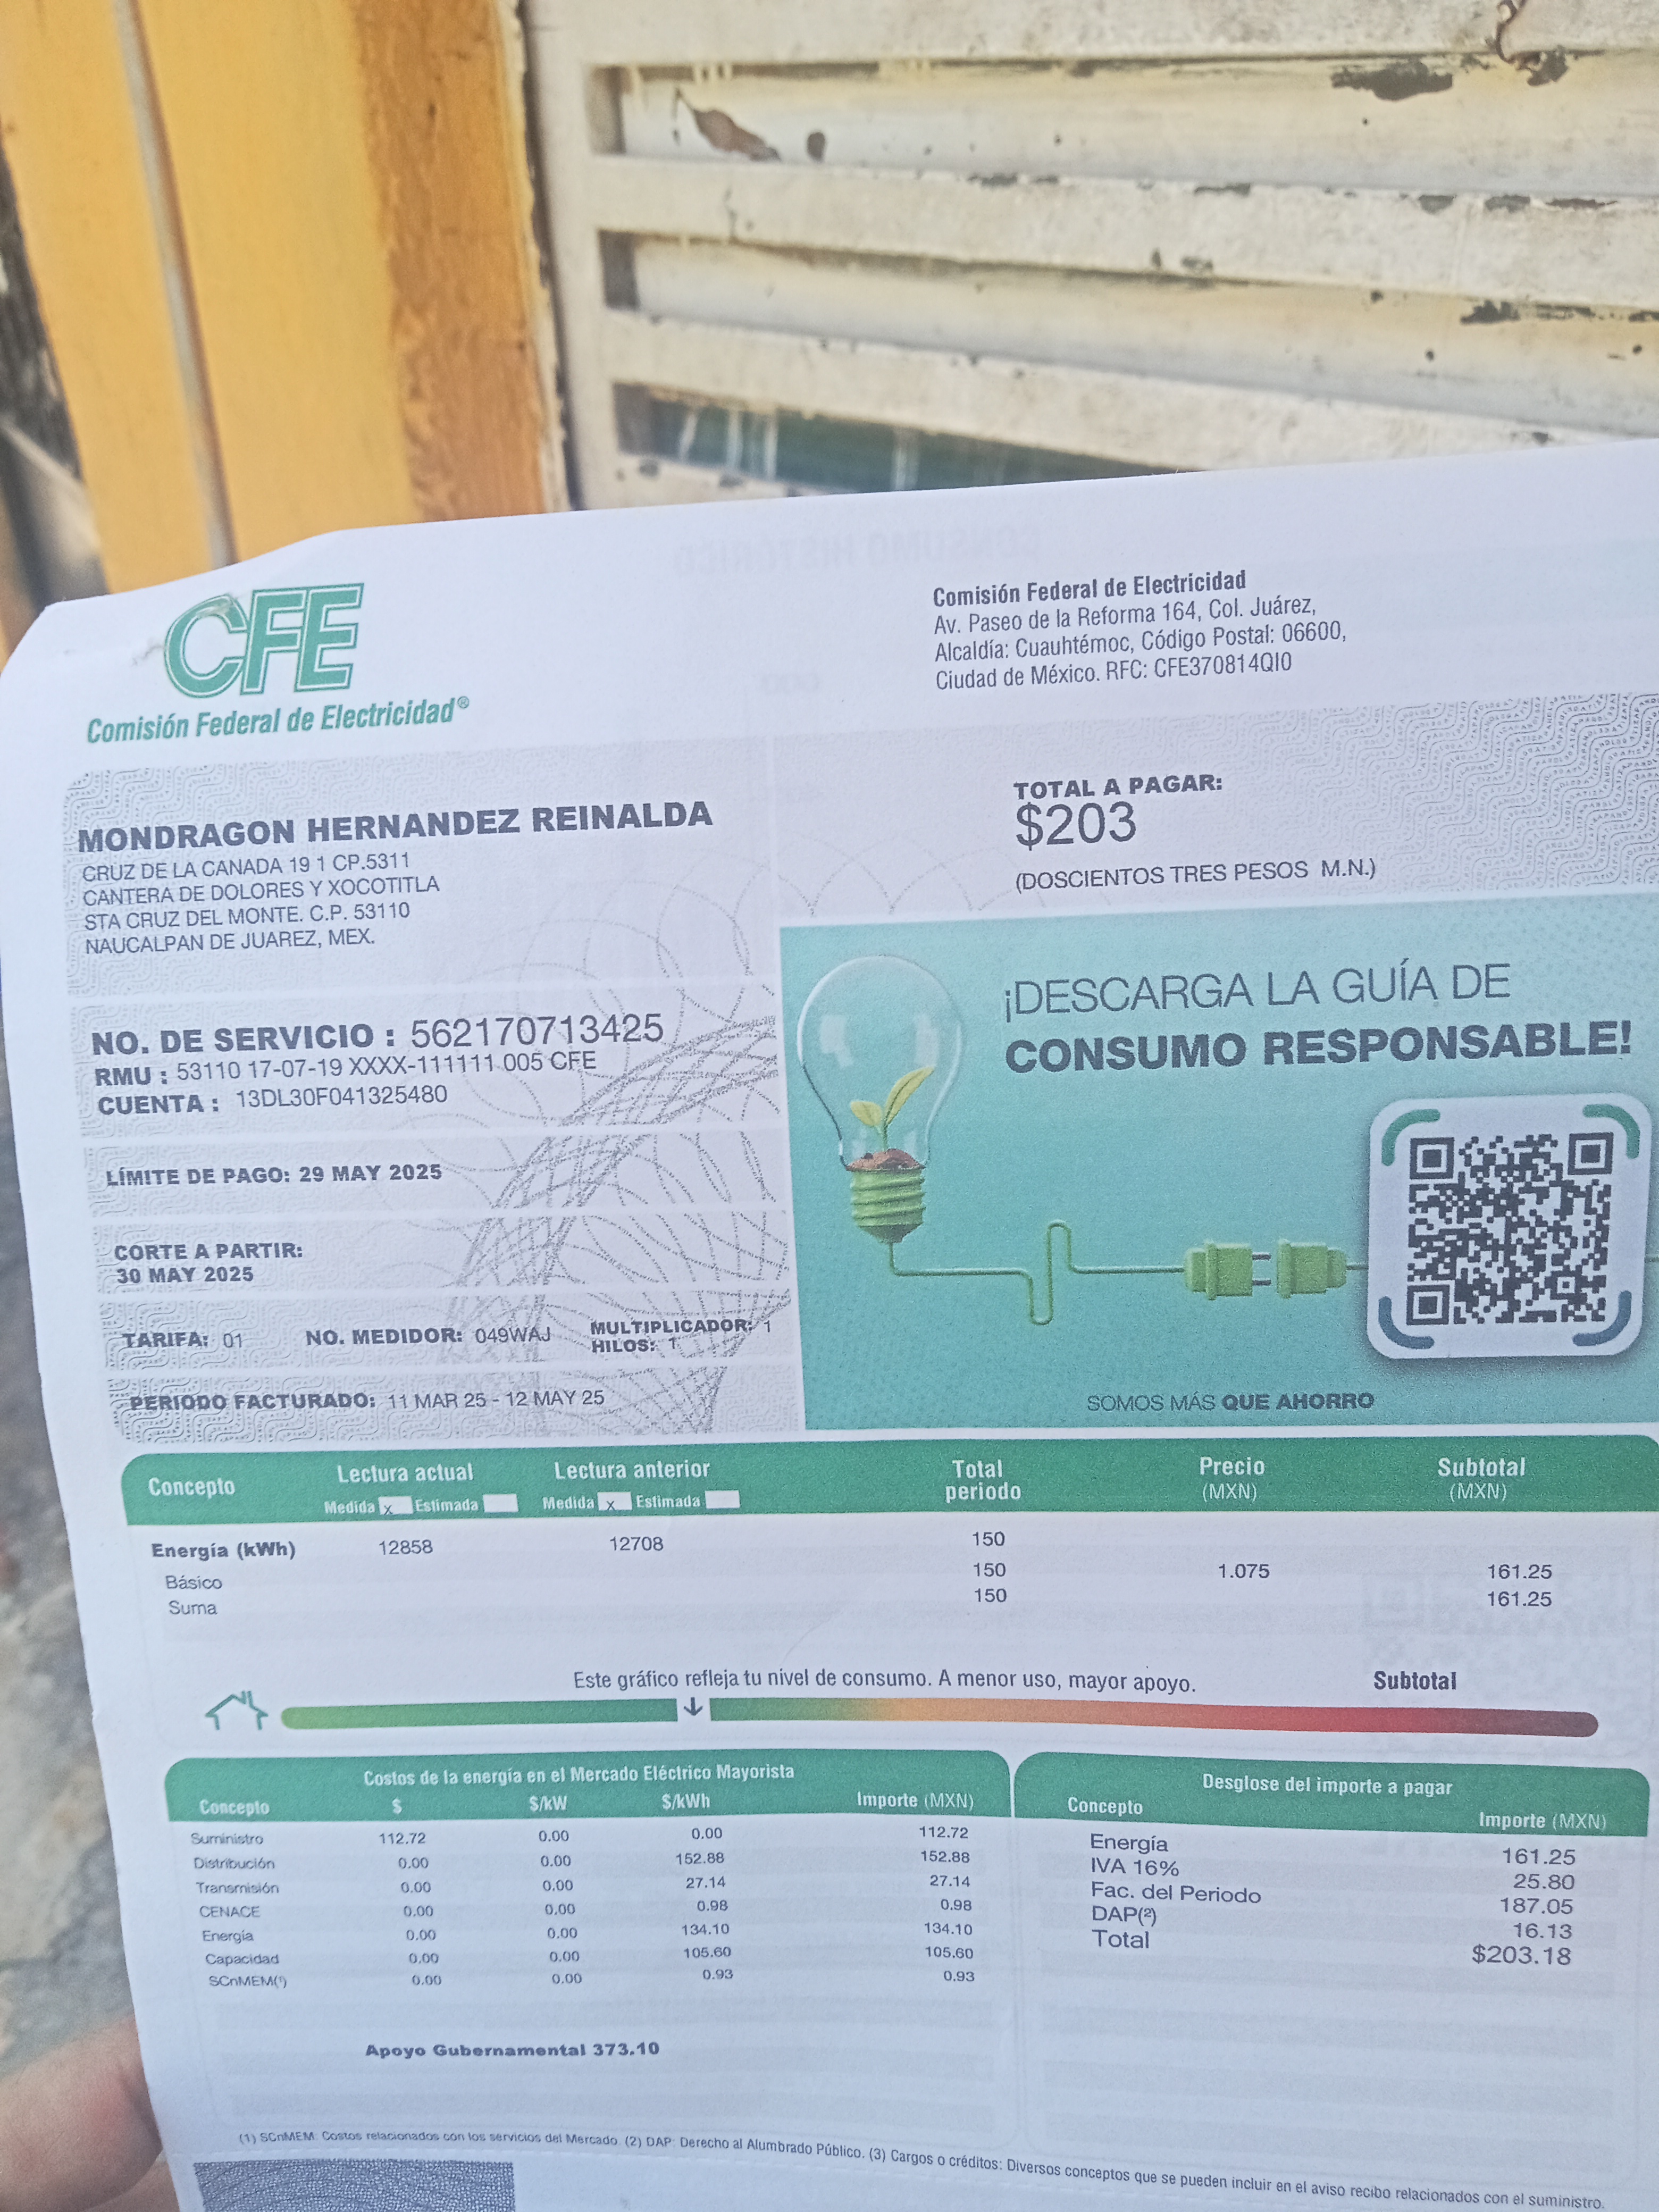 CFE
Comisión Federal de Electricidad®
Comisión Federal de Electricidad
Av. Paseo de la Reforma 164, Col. Juárez,
Alcaldía: Cuauhtémoc, Código Postal: 06600,
Ciudad de México. RFC: CFE370814QI0
MONDRAGON HERNANDEZ REINALDA
CRUZ DE LA CANADA 19 1 CP.5311
CANTERA DE DOLORES Y XOCOTITLA
STA CRUZ DEL MONTE. C.P. 53110
NAUCALPAN DE JUAREZ, MEX.
TOTAL A PAGAR:
$203
(DOSCIENTOS TRES PESOS M.N.)
NO. DE SERVICIO : 562170713425
RMU : 53110 17-07-19 XXXX-111111 005 CFE
CUENTA : 13DL30F041325480
LÍMITE DE PAGO: 29 MAY 2025
CORTE A PARTIR:
30 MAY 2025
TARIFA: 01 NO. MEDIDOR: 049WAJ MULTIPLICADOR: 1
HILOS: 1
PERIODO FACTURADO: 11 MAR 25 - 12 MAY 25
¡DESCARGA LA GUÍA DE
CONSUMO RESPONSABLE!
SOMOS MÁS QUE AHORRO
Concepto Lectura actual Lectura anterior Total periodo Precio (MXN) Subtotal (MXN)
Medida x Estimada Medida x Estimada
Energía (kWh) 12858 12708 150
Básico 150 1.075 161.25
Suma 150 161.25
Este gráfico refleja tu nivel de consumo. A menor uso, mayor apoyo. Subtotal
Costos de la energía en el Mercado Eléctrico Mayorista
Concepto $ $/kW $/kWh Importe (MXN)
Suministro 112.72 0.00 0.00 112.72
Distribución 0.00 0.00 152.88 152.88
Transmisión 0.00 0.00 27.14 27.14
CENACE 0.00 0.00 0.98 0.98
Energía 0.00 0.00 134.10 134.10
Capacidad 0.00 0.00 105.60 105.60
SCnMEM(¹) 0.00 0.00 0.93 0.93
Apoyo Gubernamental 373.10
Desglose del importe a pagar
Concepto Importe (MXN)
Energía 161.25
IVA 16% 25.80
Fac. del Periodo 187.05
DAP(²) 16.13
Total $203.18
(1) SCnMEM: Costos relacionados con los servicios del Mercado. (2) DAP: Derecho al Alumbrado Público. (3) Cargos o créditos: Diversos conceptos que se pueden incluir en el aviso recibo relacionados con el suministro.